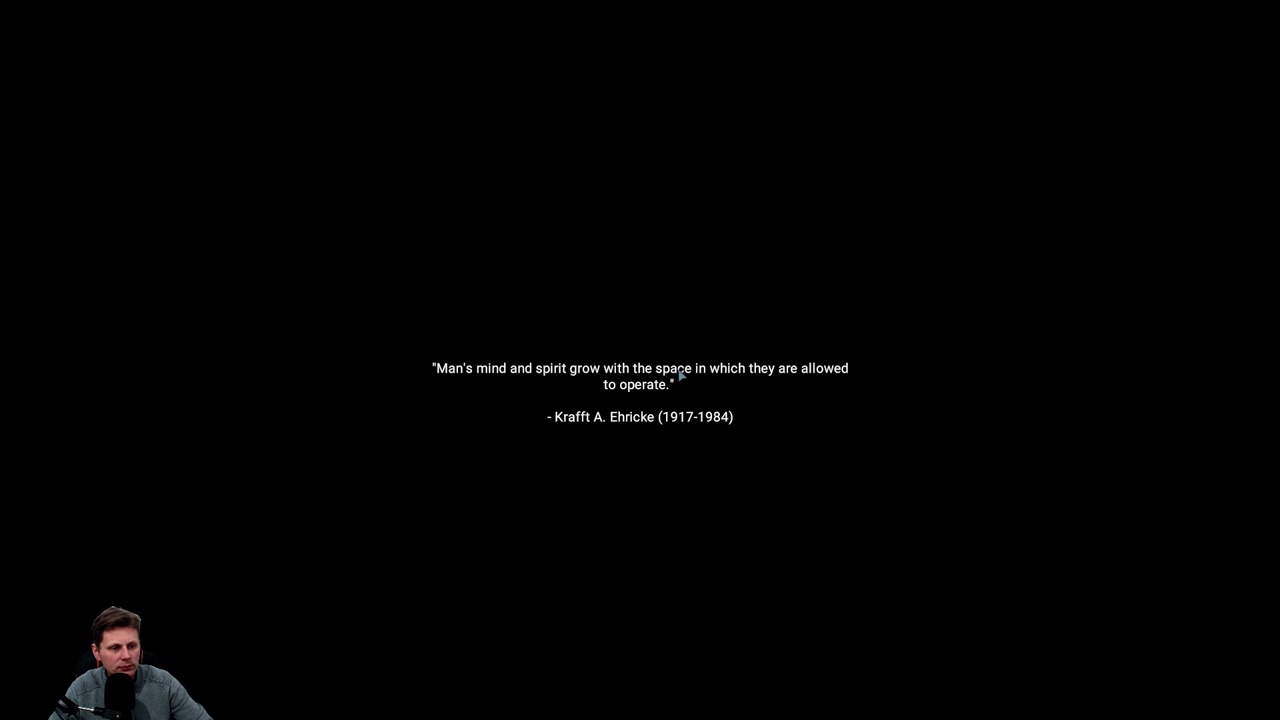 "Man's mind and spirit grow with the space in which they are allowed
to operate."
- Krafft A. Ehricke (1917-1984)